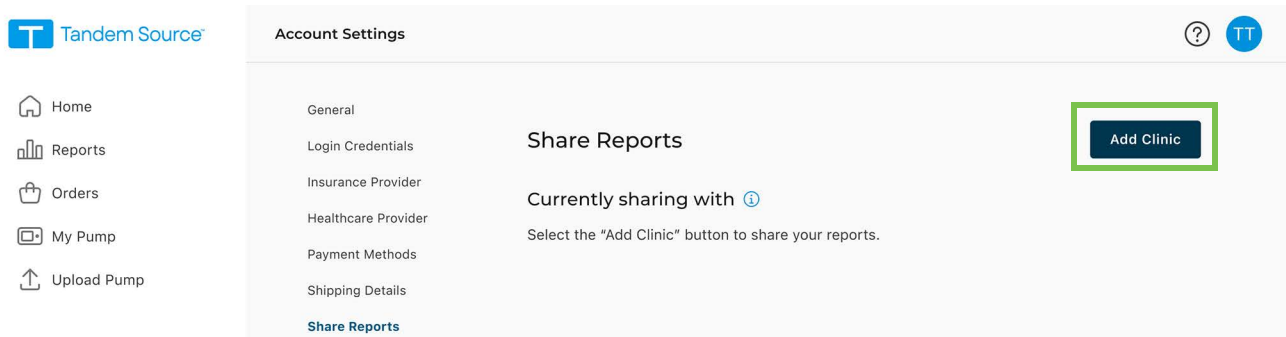 Tandem Source™
Account Settings
TT
Home
Reports
Orders
My Pump
Upload Pump
General
Login Credentials
Insurance Provider
Healthcare Provider
Payment Methods
Shipping Details
Share Reports
Share Reports
Add Clinic
Currently sharing with
Select the “Add Clinic” button to share your reports.